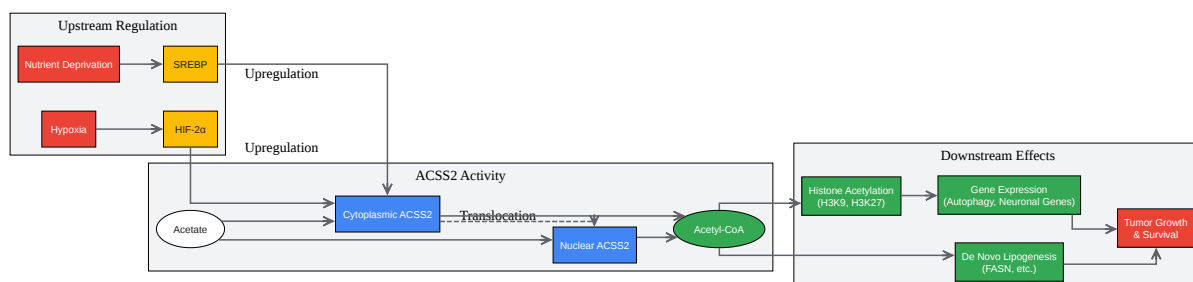 Upstream Regulation
Nutrient Deprivation
SREBP
Upregulation
Hypoxia
HIF-2α
Upregulation
ACSS2 Activity
Acetate
Cytoplasmic ACSS2
Translocation
Nuclear ACSS2
Acetyl-CoA
Downstream Effects
Histone Acetylation
(H3K9, H3K27)
Gene Expression
(Autophagy, Neuronal Genes)
Tumor Growth
& Survival
De Novo Lipogenesis
(FASN, etc.)